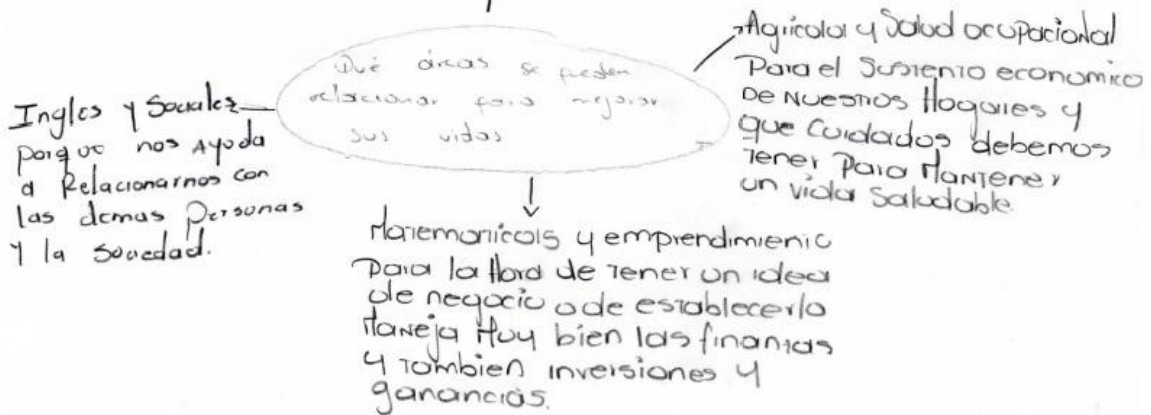 Qué áreas se pueden
relacionar para mejorar
sus vidas
Ingles y Sociales
porque nos Ayuda
a Relacionarnos con
las demas Personas
Y la Sociedad.
Agricola y Salud ocupacional
Para el Sustento economico
De Nuestros Hogares y
que Cuidados debemos
Tener Para Mantener
un vida Saludable
Matematicas y emprendimiento
Para la Hora de Tener un idea
de negocio o de establecerlo
Maneja Muy bien las finanzas
y Tambien inversiones y
ganancias.